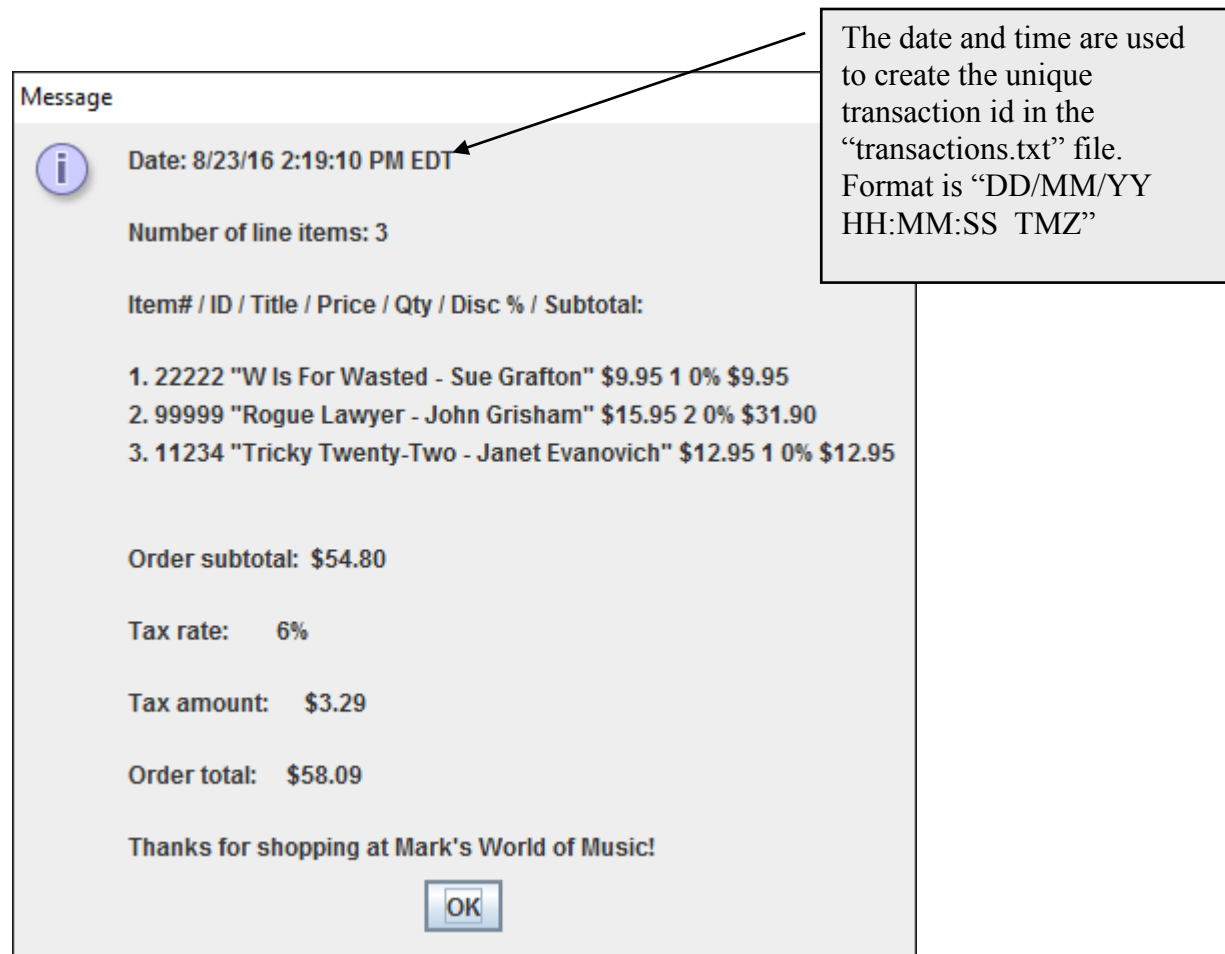 The date and time are used
to create the unique
transaction id in the
“transactions.txt” file.
Format is “DD/MM/YY
HH:MM:SS  TMZ”
Message
i
Date: 8/23/16 2:19:10 PM EDT
Number of line items: 3
Item# / ID / Title / Price / Qty / Disc % / Subtotal:
1. 22222 "W Is For Wasted - Sue Grafton" $9.95 1 0% $9.95
2. 99999 "Rogue Lawyer - John Grisham" $15.95 2 0% $31.90
3. 11234 "Tricky Twenty-Two - Janet Evanovich" $12.95 1 0% $12.95
Order subtotal:  $54.80
Tax rate:      6%
Tax amount:    $3.29
Order total:    $58.09
Thanks for shopping at Mark's World of Music!
OK